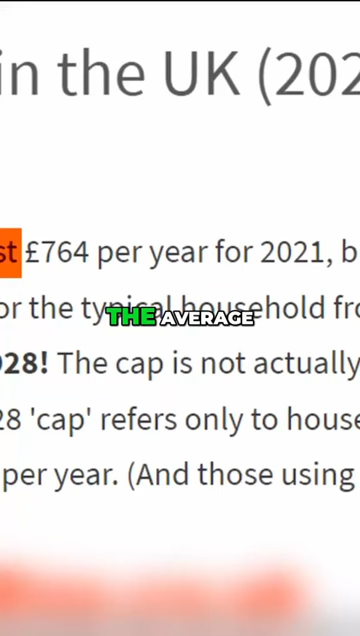 in the UK (202
st £764 per year for 2021, b
or the typical household fro
THE AVERAGE
028! The cap is not actually
28 'cap' refers only to house
per year. (And those using